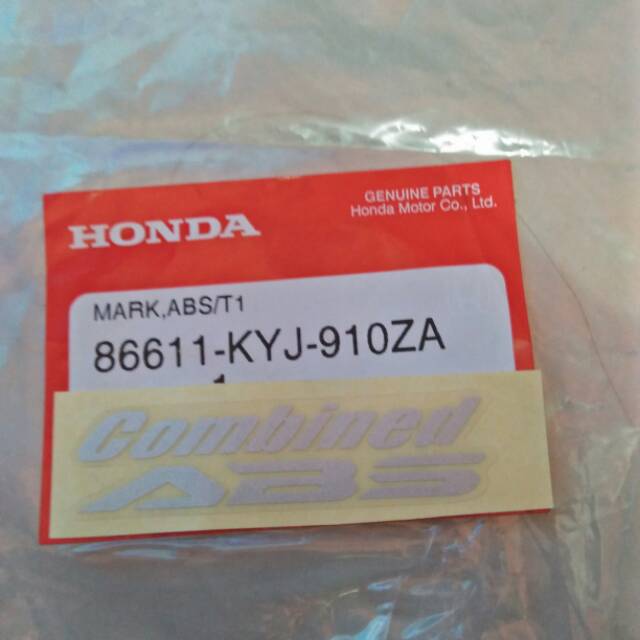 GENUINE PARTS
Honda Motor Co., Ltd.
HONDA
MARK,ABS/T1
86611-KYJ-910ZA
Combined
ABS